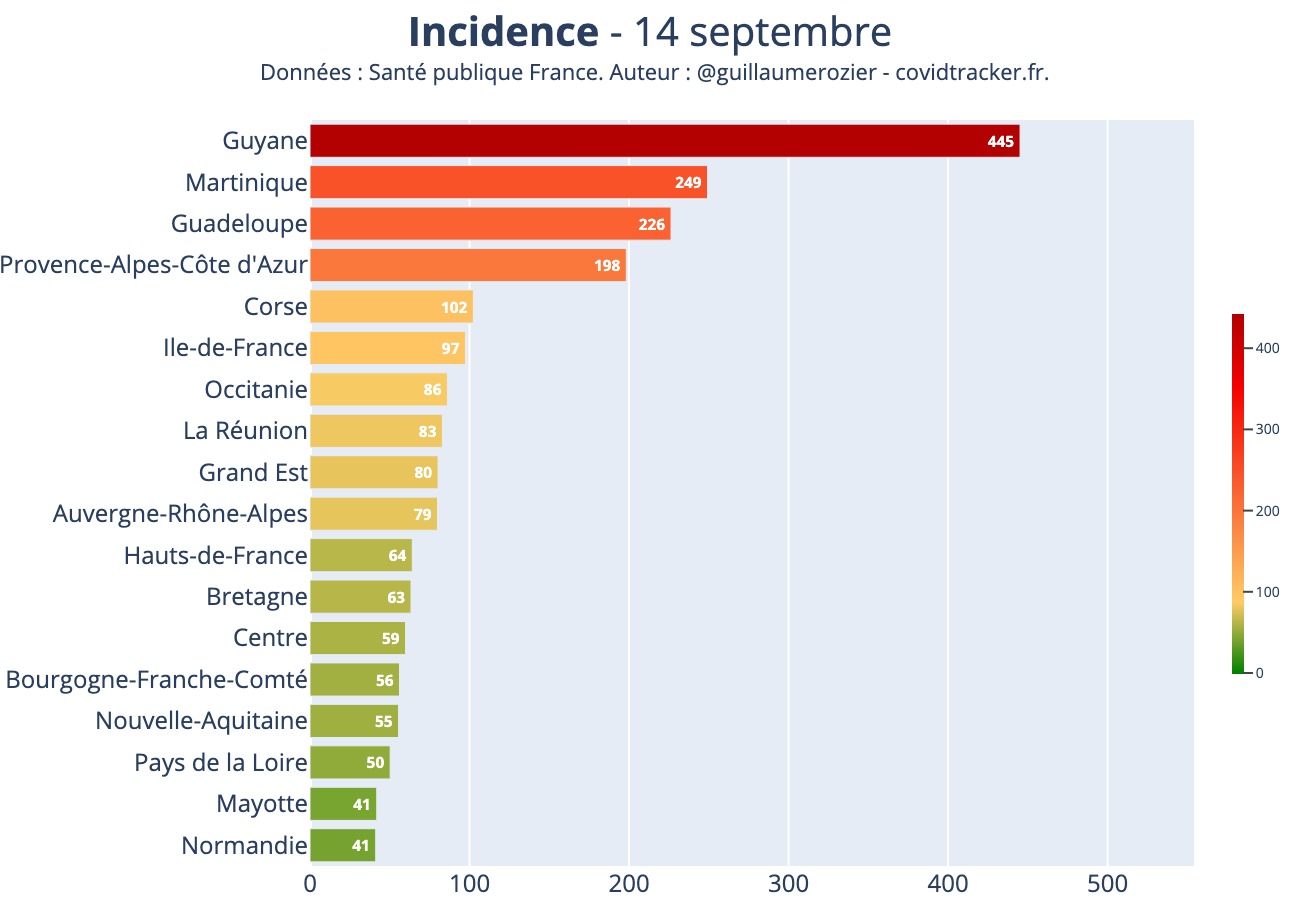 Incidence - 14 septembre
Données : Santé publique France. Auteur : @guillaumerozier - covidtracker.fr.
Guyane 445
Martinique 249
Guadeloupe 226
Provence-Alpes-Côte d'Azur 198
Corse 102
Ile-de-France 97
Occitanie 86
La Réunion 83
Grand Est 80
Auvergne-Rhône-Alpes 79
Hauts-de-France 64
Bretagne 63
Centre 59
Bourgogne-Franche-Comté 56
Nouvelle-Aquitaine 55
Pays de la Loire 50
Mayotte 41
Normandie 41
0 100 200 300 400 500
400
300
200
100
0